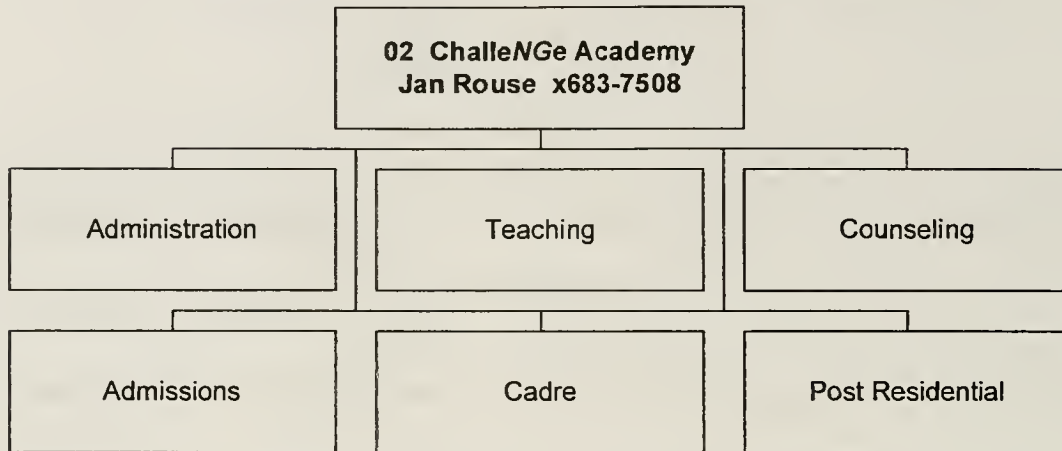 02 ChalleNGe Academy
Jan Rouse x683-7508
Administration
Teaching
Counseling
Admissions
Cadre
Post Residential